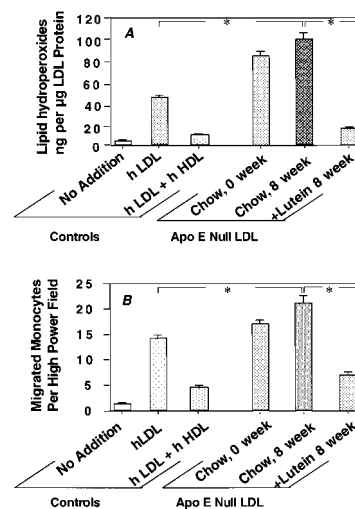 A
Lipid hydroperoxides
ng per µg LDL Protein
120
100
80
60
40
20
0
*
*
No Addition
h LDL
h LDL + h HDL
Chow, 0 week
Chow, 8 week
+Lutein 8 week
Controls
Apo E Null LDL
B
Migrated Monocytes
Per High Power Field
25
20
15
10
5
0
*
*
No Addition
hLDL
h LDL + h HDL
Chow, 0 week
Chow, 8 week
+Lutein 8 week
Controls
Apo E Null LDL